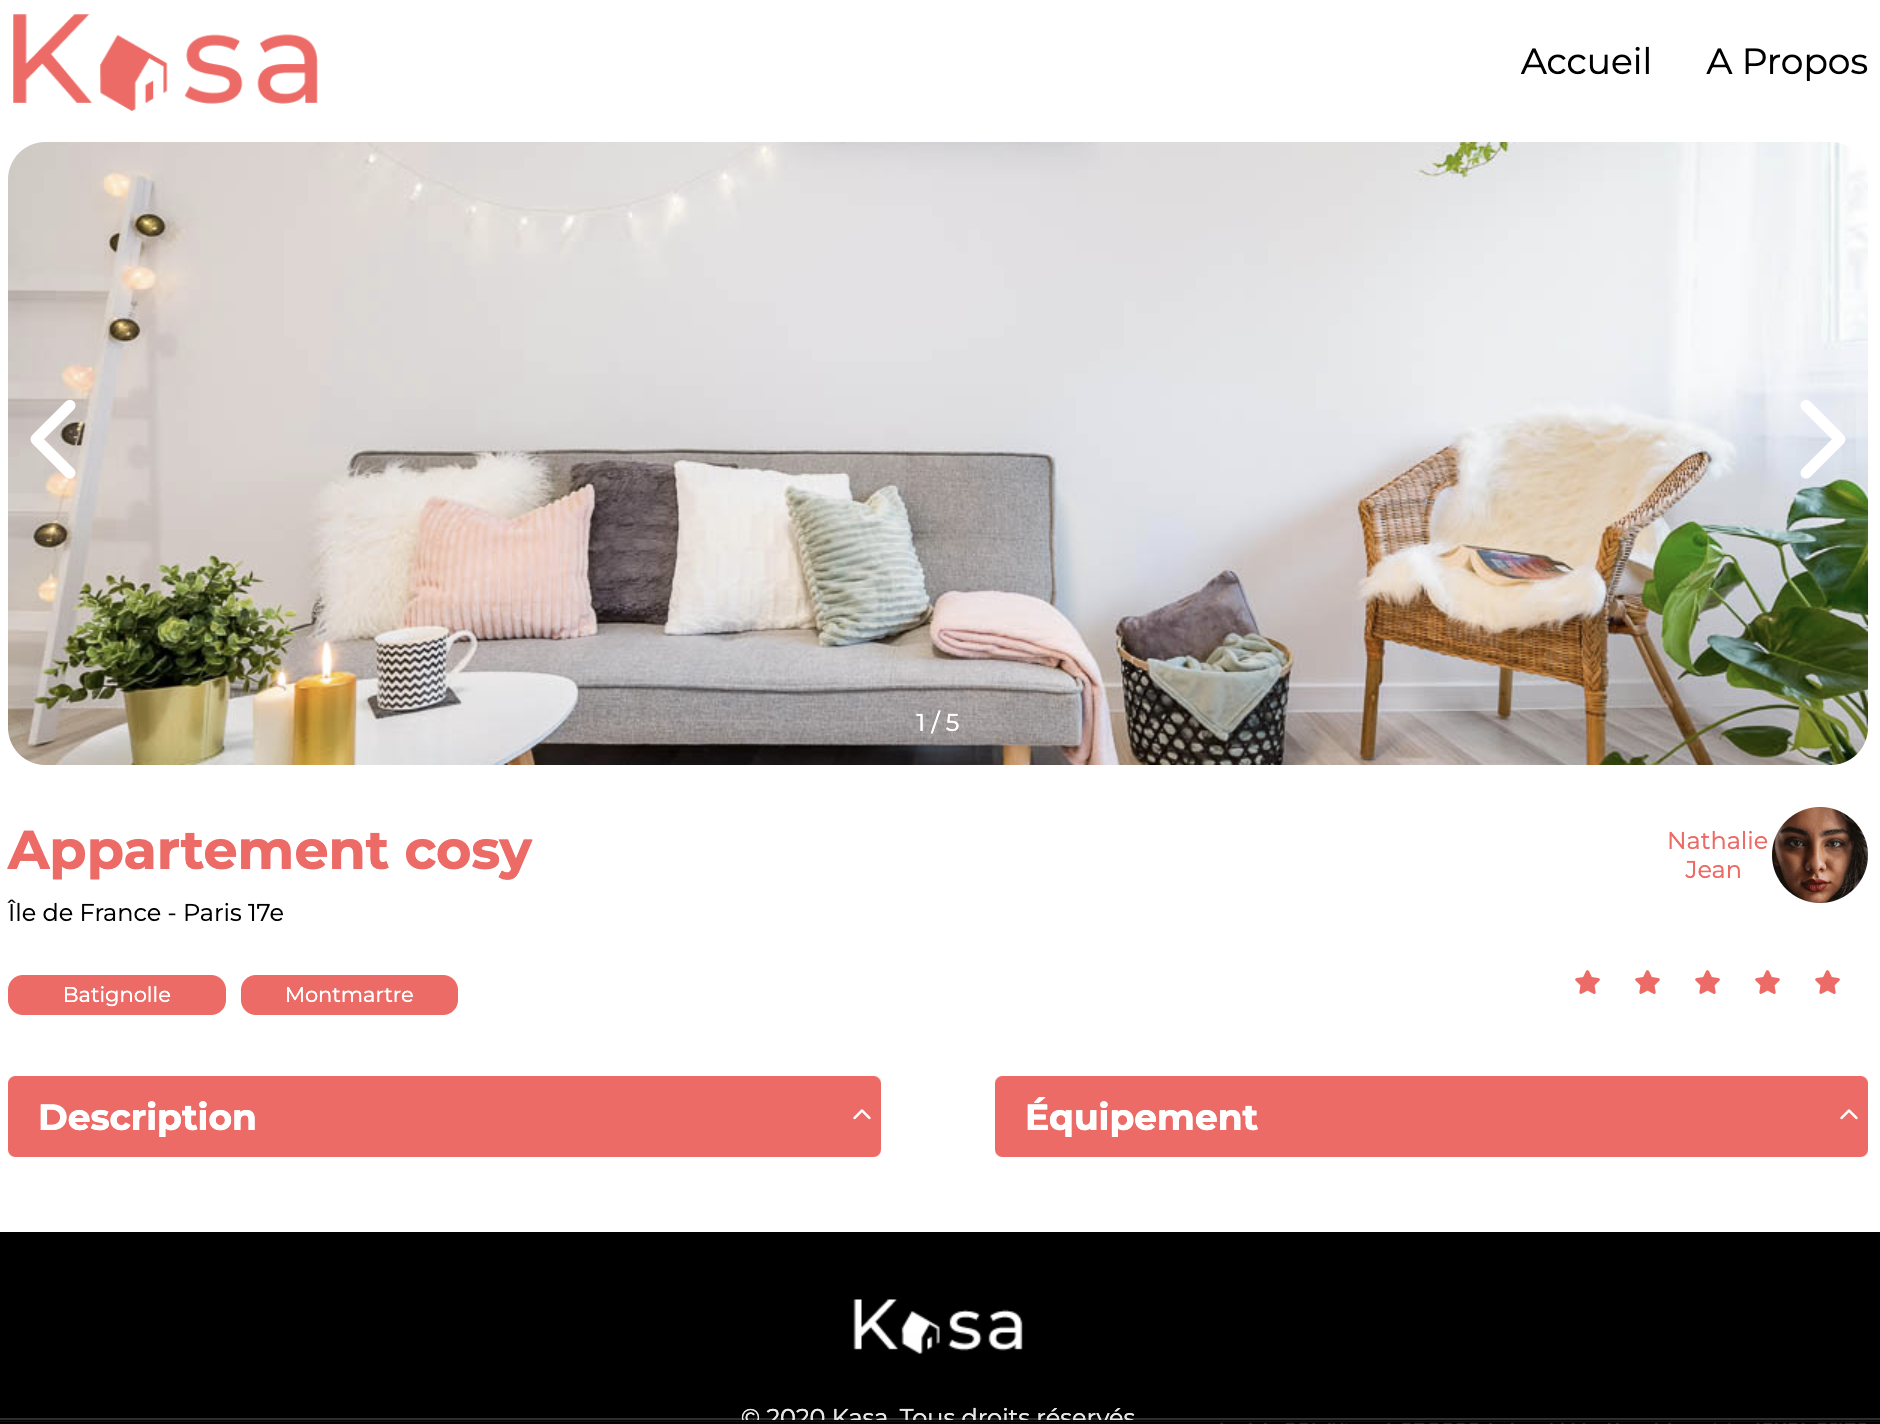 Kasa
Accueil
A Propos
1 / 5
Appartement cosy
Île de France - Paris 17e
Nathalie
Jean
Batignolle
Montmartre
Description
Équipement
Kasa
© 2020 Kasa. Tous droits réservés